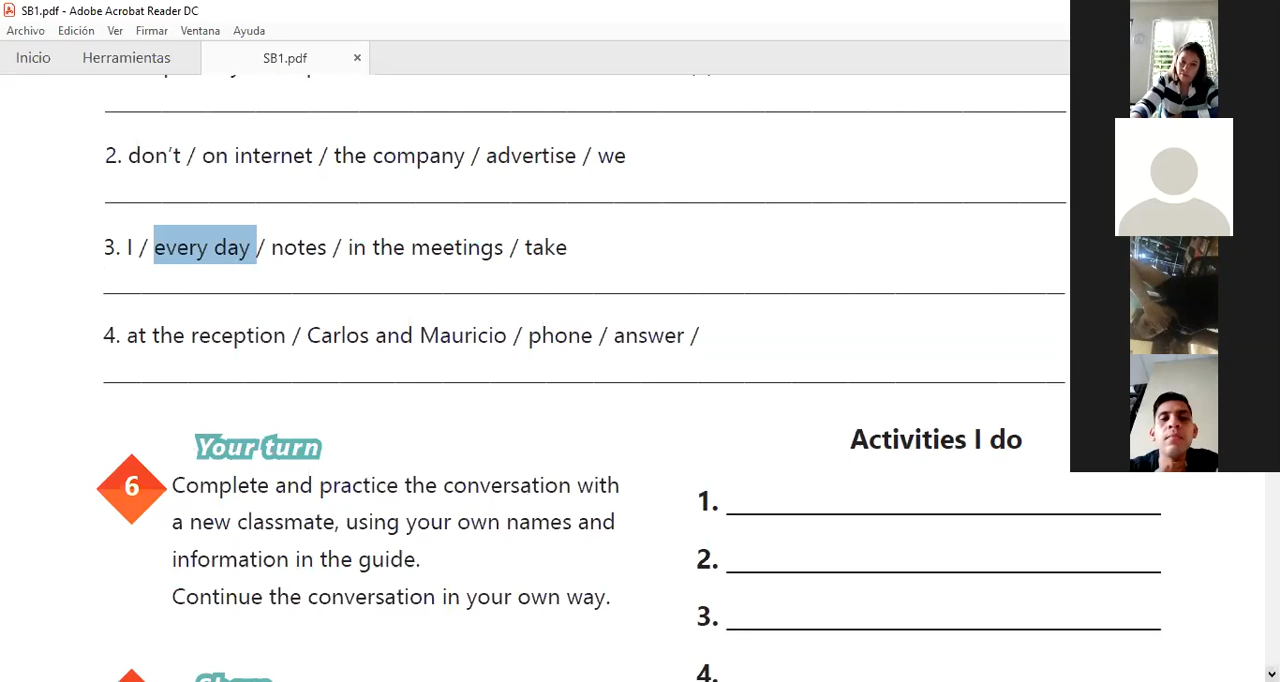 SB1.pdf - Adobe Acrobat Reader DC
Archivo Edición Ver Firmar Ventana Ayuda
Inicio Herramientas SB1.pdf ×
2. don't / on internet / the company / advertise / we
3. I / every day / notes / in the meetings / take
4. at the reception / Carlos and Mauricio / phone / answer /
Your turn
6
Complete and practice the conversation with
a new classmate, using your own names and
information in the guide.
Continue the conversation in your own way.
Activities I do
1.
2.
3.
4.